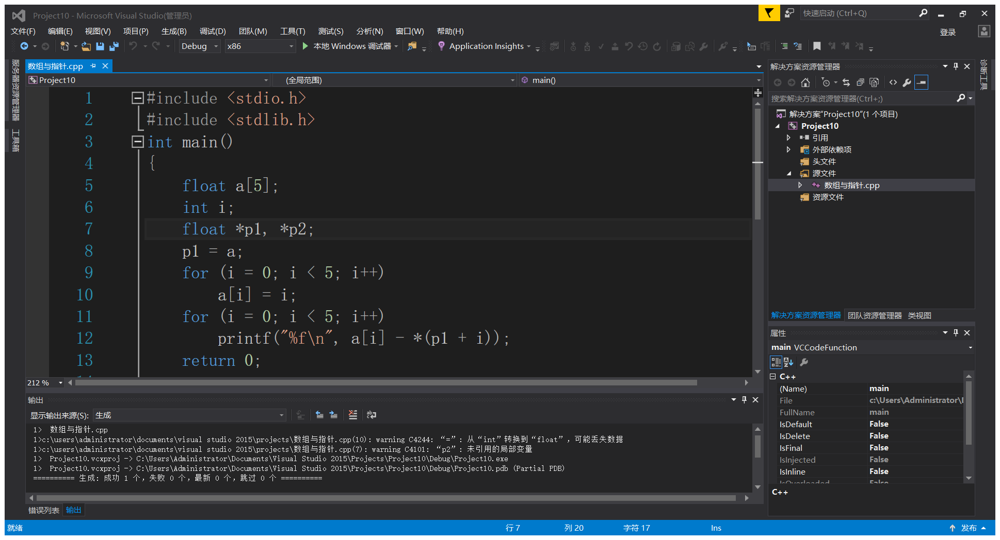 Project10 - Microsoft Visual Studio(管理员)
快速启动 (Ctrl+Q)
文件(F) 编辑(E) 视图(V) 项目(P) 生成(B) 调试(D) 团队(M) 工具(T) 测试(S) 分析(N) 窗口(W) 帮助(H)
登录
Debug x86 本地 Windows 调试器 Application Insights
服务器资源管理器
工具箱
数组与指针.cpp
Project10 (全局范围) main()
1 #include <stdio.h>
2 #include <stdlib.h>
3 int main()
4 {
5 float a[5];
6 int i;
7 float *p1, *p2;
8 p1 = a;
9 for (i = 0; i < 5; i++)
10 a[i] = i;
11 for (i = 0; i < 5; i++)
12 printf("%f\n", a[i] - *(p1 + i));
13 return 0;
212 %
输出
显示输出来源(S): 生成
1>  数组与指针.cpp
1>c:\users\administrator\documents\visual studio 2015\projects\数组与指针.cpp(10): warning C4244: “=”: 从“int”转换到“float”，可能丢失数据
1>c:\users\administrator\documents\visual studio 2015\projects\数组与指针.cpp(7): warning C4101: “p2”: 未引用的局部变量
1>  Project10.vcxproj -> C:\Users\Administrator\Documents\Visual Studio 2015\Projects\Project10\Debug\Project10.exe
1>  Project10.vcxproj -> C:\Users\Administrator\Documents\Visual Studio 2015\Projects\Project10\Debug\Project10.pdb (Partial PDB)
========== 生成: 成功 1 个，失败 0 个，最新 0 个，跳过 0 个 ==========
错误列表 输出
解决方案资源管理器
搜索解决方案资源管理器(Ctrl+;)
解决方案“Project10”(1 个项目)
Project10
引用
外部依赖项
头文件
源文件
数组与指针.cpp
资源文件
解决方案资源管理器 团队资源管理器 类视图
属性
main VCCodeFunction
C++
(Name) main
File c:\Users\Administrator\
FullName main
IsDefault False
IsDelete False
IsFinal False
IsInjected False
IsInline False
IsOverloaded False
C++
诊断工具
就绪 行 7 列 20 字符 17 Ins 发布